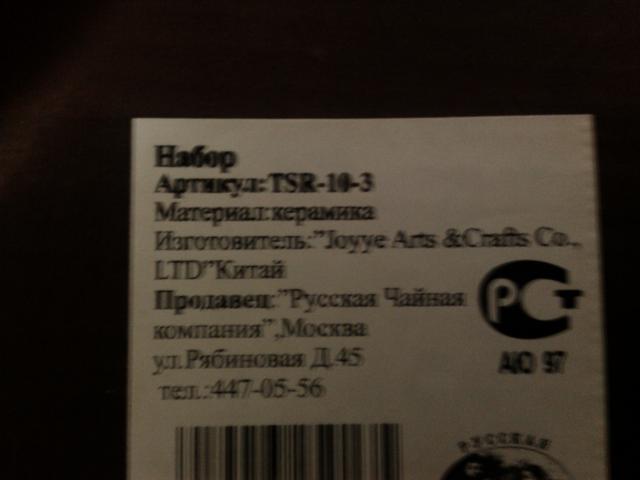 Набор
Артикул:TSR-10-3
Материал:керамика
Изготовитель:"Joyye Arts &Crafts Co.,
LTD"Китай
Продавец:"Русская Чайная
компания",Москва
ул.Рябиновая Д.45
тел.:447-05-56
РСТ
АЮ 97
РУССКАЯ